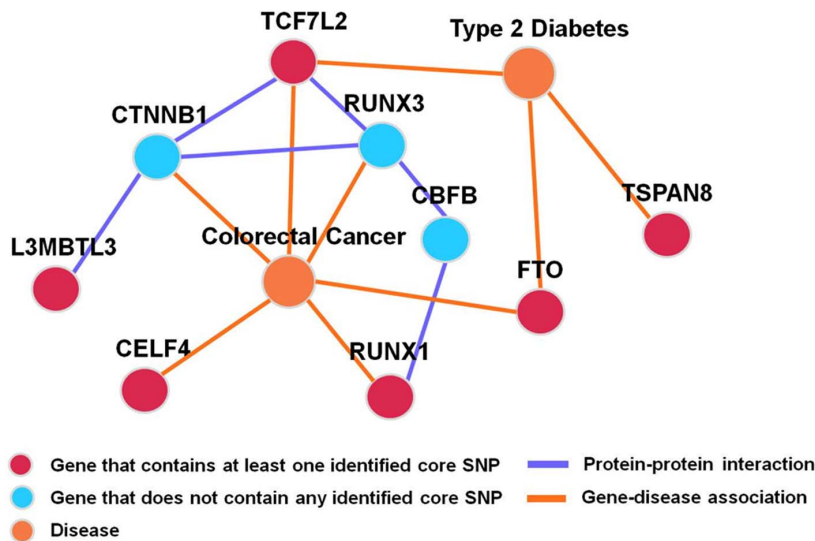 TCF7L2
Type 2 Diabetes
CTNNB1
RUNX3
CBFB
TSPAN8
L3MBTL3
Colorectal Cancer
FTO
CELF4
RUNX1
Gene that contains at least one identified core SNP
Protein-protein interaction
Gene that does not contain any identified core SNP
Gene-disease association
Disease